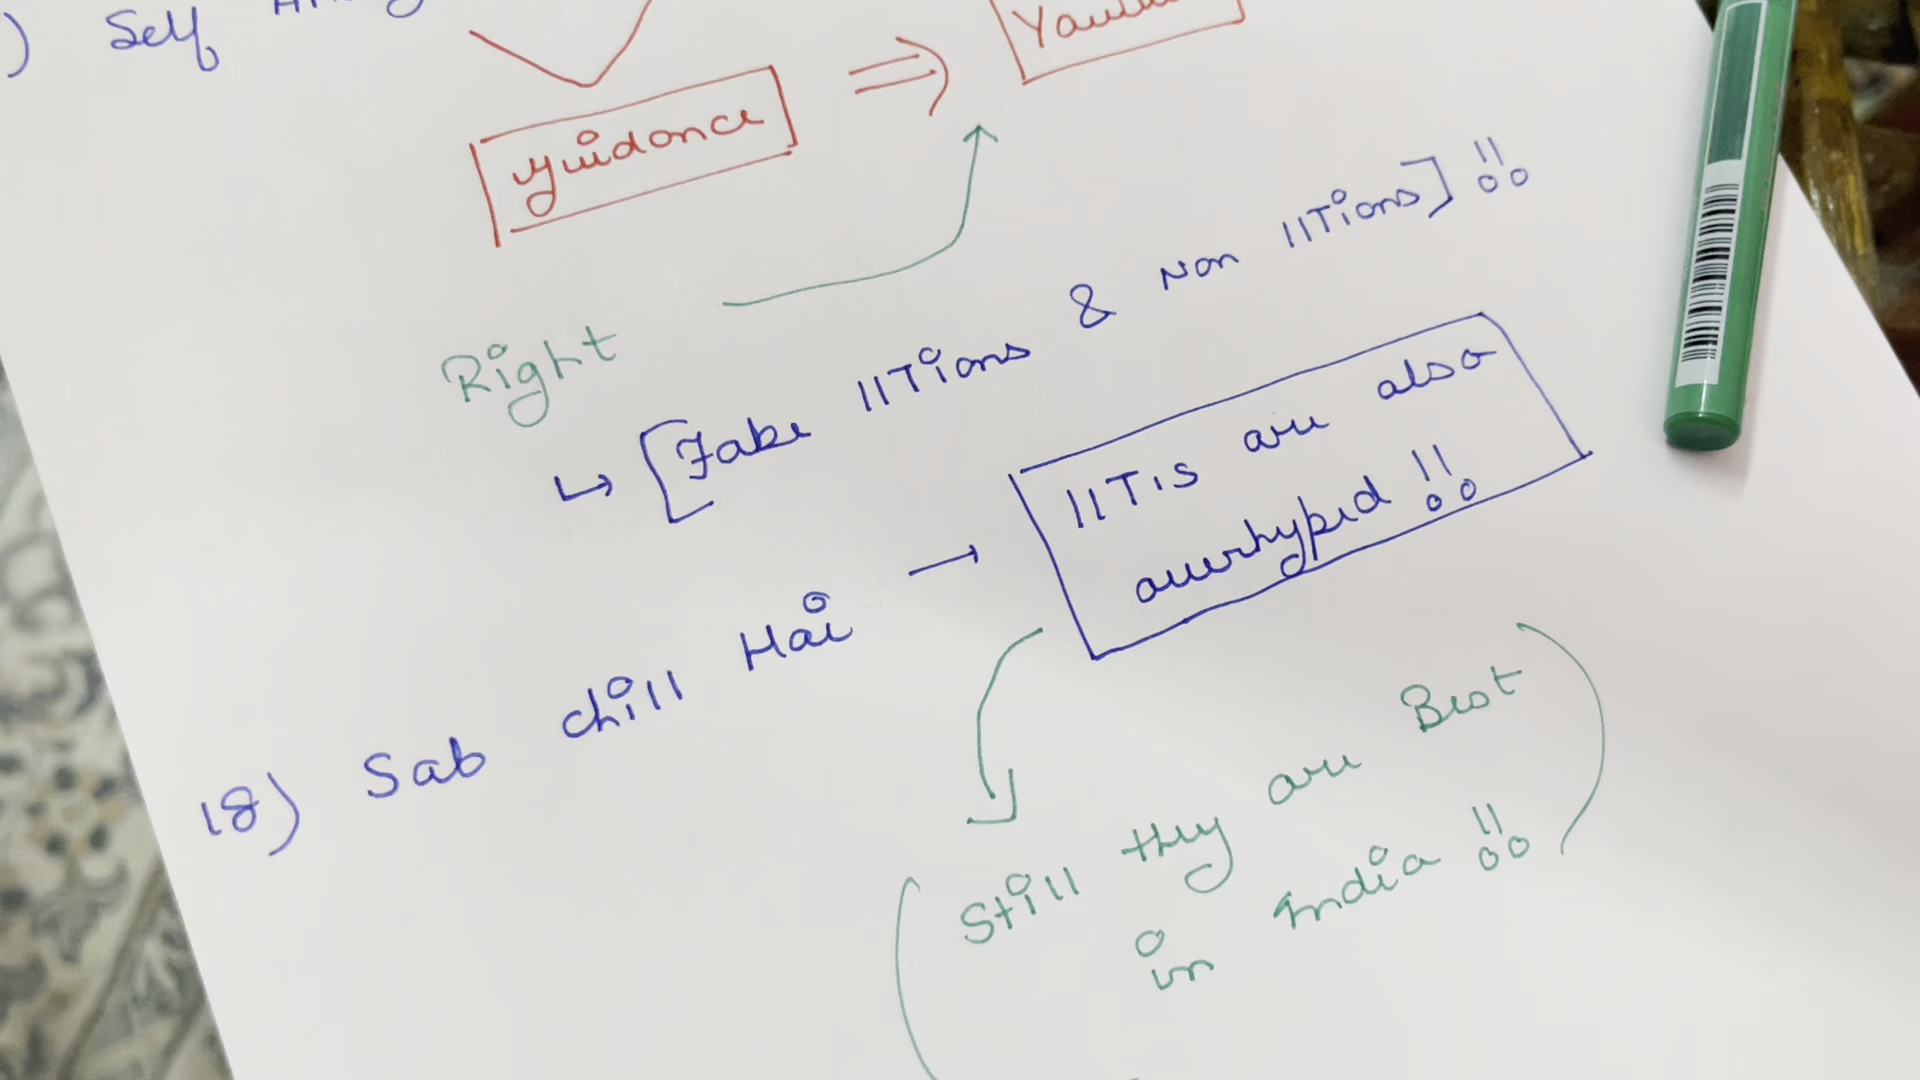 ) Self
guidance
Right
[Fake IITians & Non IITians] !!
18) Sab chill Hai
IITs are also
overhyped !!
Still they are Best
in India !!